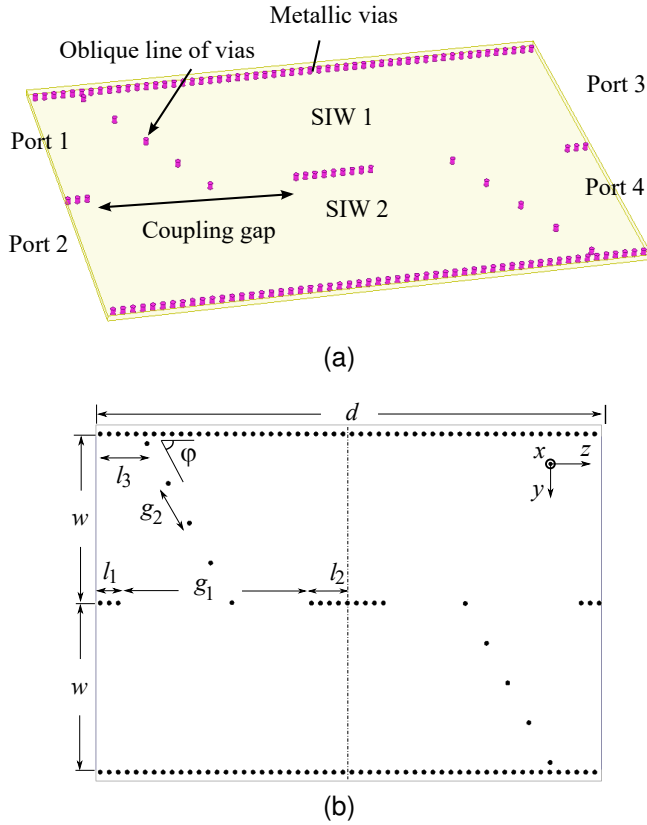 Metallic vias
Oblique line of vias
Port 3
SIW 1
Port 1
Port 4
SIW 2
Port 2
Coupling gap
(a)
d
x
z
φ
l3
y
g2
w
l1
g1
l2
w
(b)